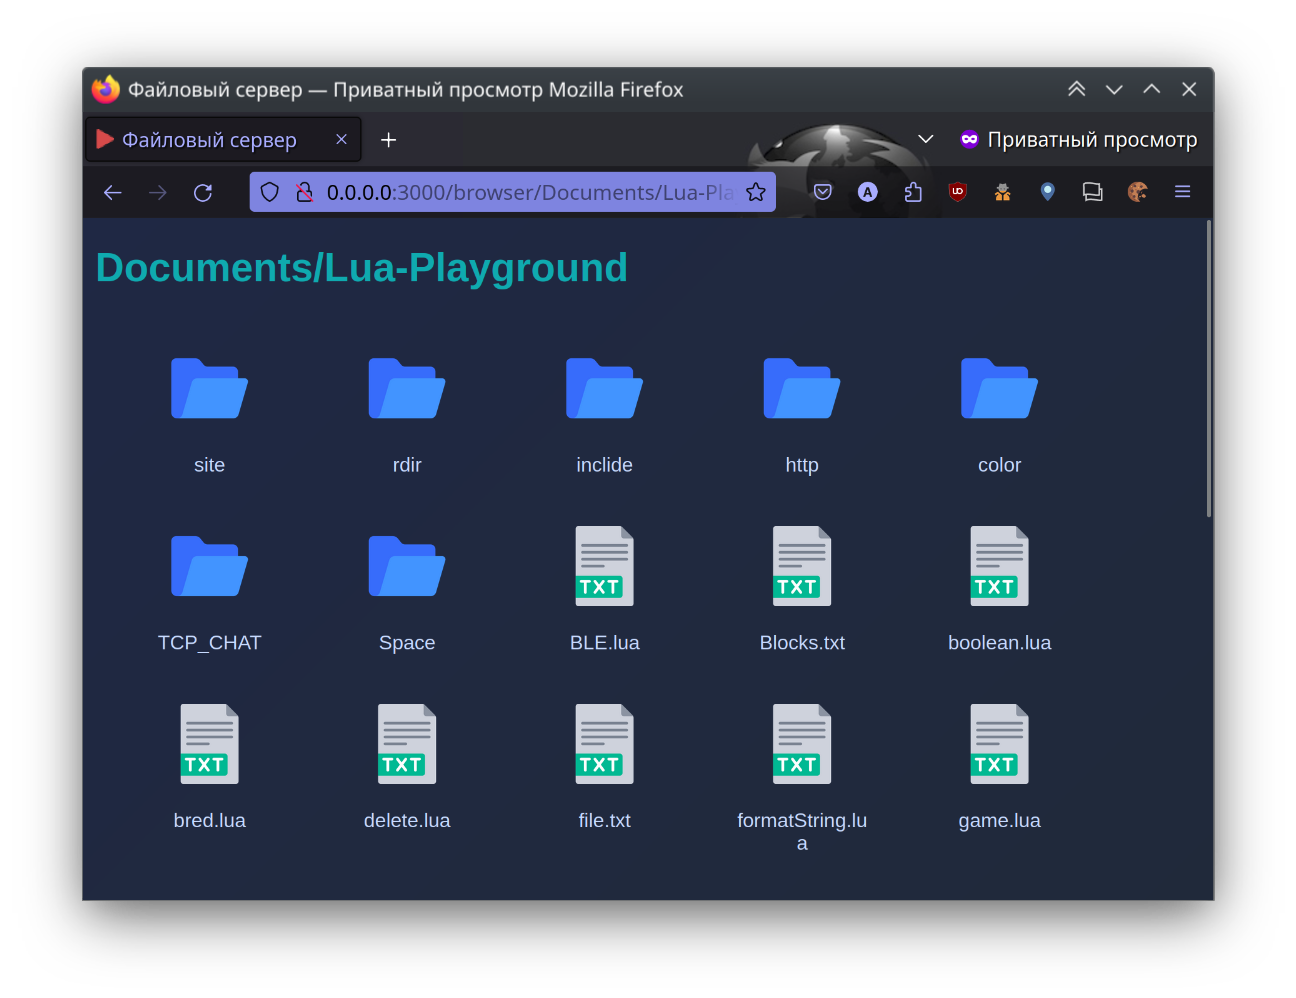 Файловый сервер — Приватный просмотр Mozilla Firefox
Файловый сервер
Приватный просмотр
0.0.0.0:3000/browser/Documents/Lua-Pla
A
UO
Documents/Lua-Playground
site
rdir
inclide
http
color
TXT
TXT
TXT
TCP_CHAT
Space
BLE.lua
Blocks.txt
boolean.lua
TXT
TXT
TXT
TXT
TXT
bred.lua
delete.lua
file.txt
formatString.lu
a
game.lua